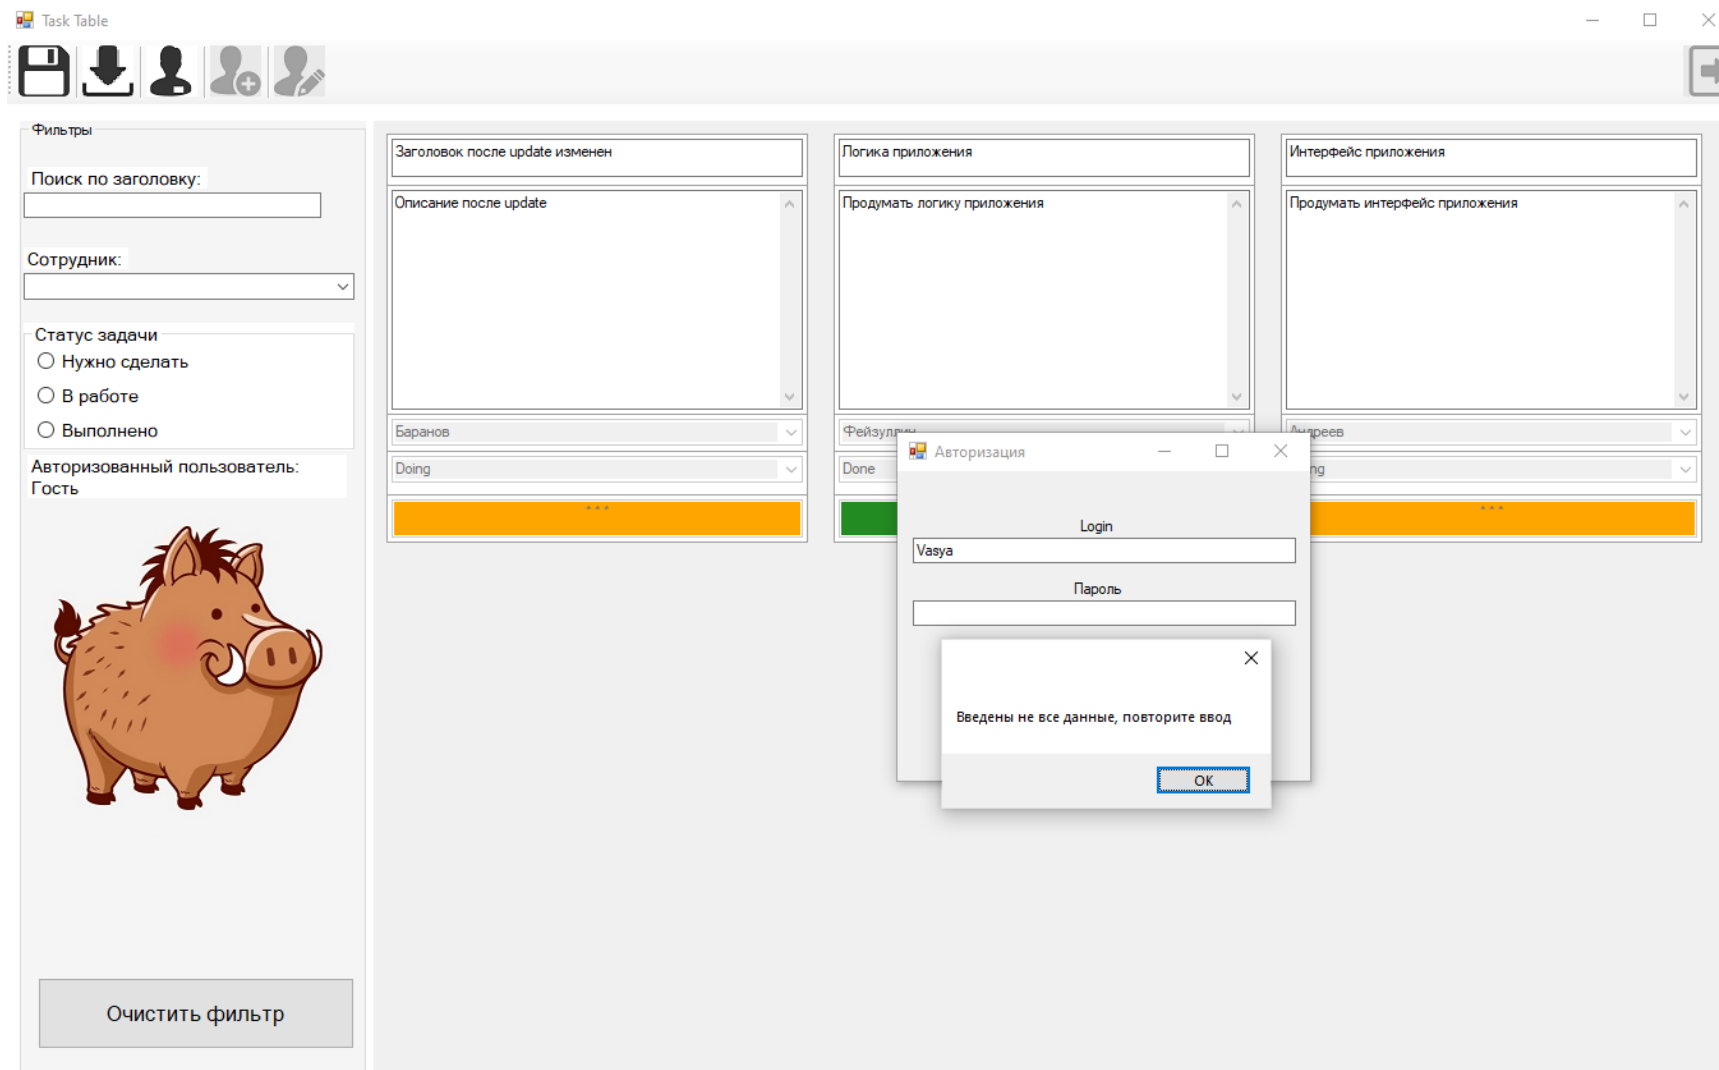 Task Table
Фильтры
Поиск по заголовку:
Сотрудник:
Статус задачи
Нужно сделать
В работе
Выполнено
Авторизованный пользователь:
Гость
Очистить фильтр
Заголовок после update изменен
Описание после update
Баранов
Doing
...
Логика приложения
Продумать логику приложения
Done
Интерфейс приложения
Продумать интерфейс приложения
Андреев
...
Авторизация
Login
Vasya
Пароль
Введены не все данные, повторите ввод
OK